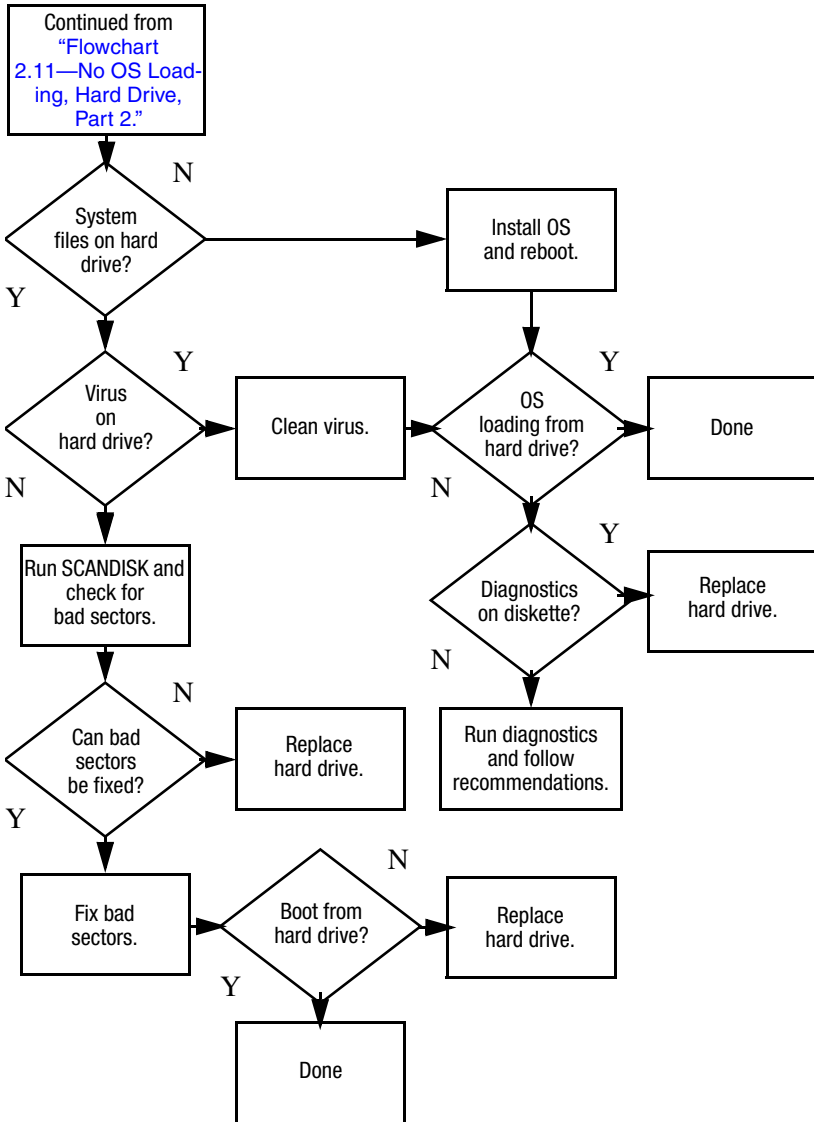 Continued from
“Flowchart
2.11—No OS Load-
ing, Hard Drive,
Part 2.”
N
System
files on hard
drive?
Install OS
and reboot.
Y
Y
Y
Virus
on
hard drive?
Clean virus.
OS
loading from
hard drive?
Done
N
N
Y
Run SCANDISK and
check for
bad sectors.
Diagnostics
on diskette?
Replace
hard drive.
N
N
Can bad
sectors
be fixed?
Replace
hard drive.
Run diagnostics
and follow
recommendations.
Y
N
Fix bad
sectors.
Boot from
hard drive?
Replace
hard drive.
Y
Done